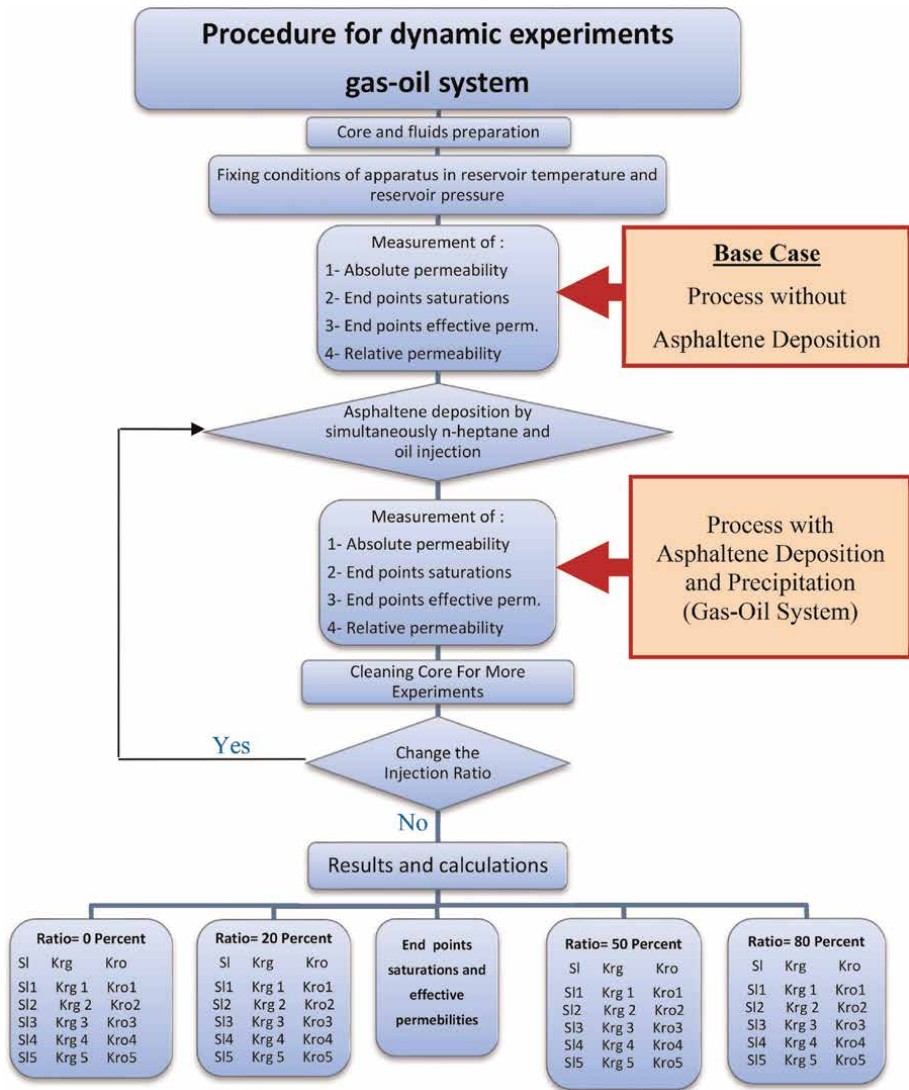 Procedure for dynamic experiments
gas-oil system
Core and fluids preparation
Fixing conditions of apparatus in reservoir temperature and
reservoir pressure
Measurement of :
1- Absolute permeability
2- End points saturations
3- End points effective perm.
4- Relative permeability
Base Case
Process without
Asphaltene Deposition
Asphaltene deposition by
simultaneously n-heptane and
oil injection
Measurement of :
1- Absolute permeability
2- End points saturations
3- End points effective perm.
4- Relative permeability
Process with
Asphaltene Deposition
and Precipitation
(Gas-Oil System)
Cleaning Core For More
Experiments
Yes
Change the
Injection Ratio
No
Results and calculations
Ratio= 0 Percent
Sl Krg Kro
Sl1 Krg 1 Kro1
Sl2 Krg 2 Kro2
Sl3 Krg 3 Kro3
Sl4 Krg 4 Kro4
Sl5 Krg 5 Kro5
Ratio= 20 Percent
Sl Krg Kro
Sl1 Krg 1 Kro1
Sl2 Krg 2 Kro2
Sl3 Krg 3 Kro3
Sl4 Krg 4 Kro4
Sl5 Krg 5 Kro5
End points
saturations and
effective
permebilities
Ratio= 50 Percent
Sl Krg Kro
Sl1 Krg 1 Kro1
Sl2 Krg 2 Kro2
Sl3 Krg 3 Kro3
Sl4 Krg 4 Kro4
Sl5 Krg 5 Kro5
Ratio= 80 Percent
Sl Krg Kro
Sl1 Krg 1 Kro1
Sl2 Krg 2 Kro2
Sl3 Krg 3 Kro3
Sl4 Krg 4 Kro4
Sl5 Krg 5 Kro5